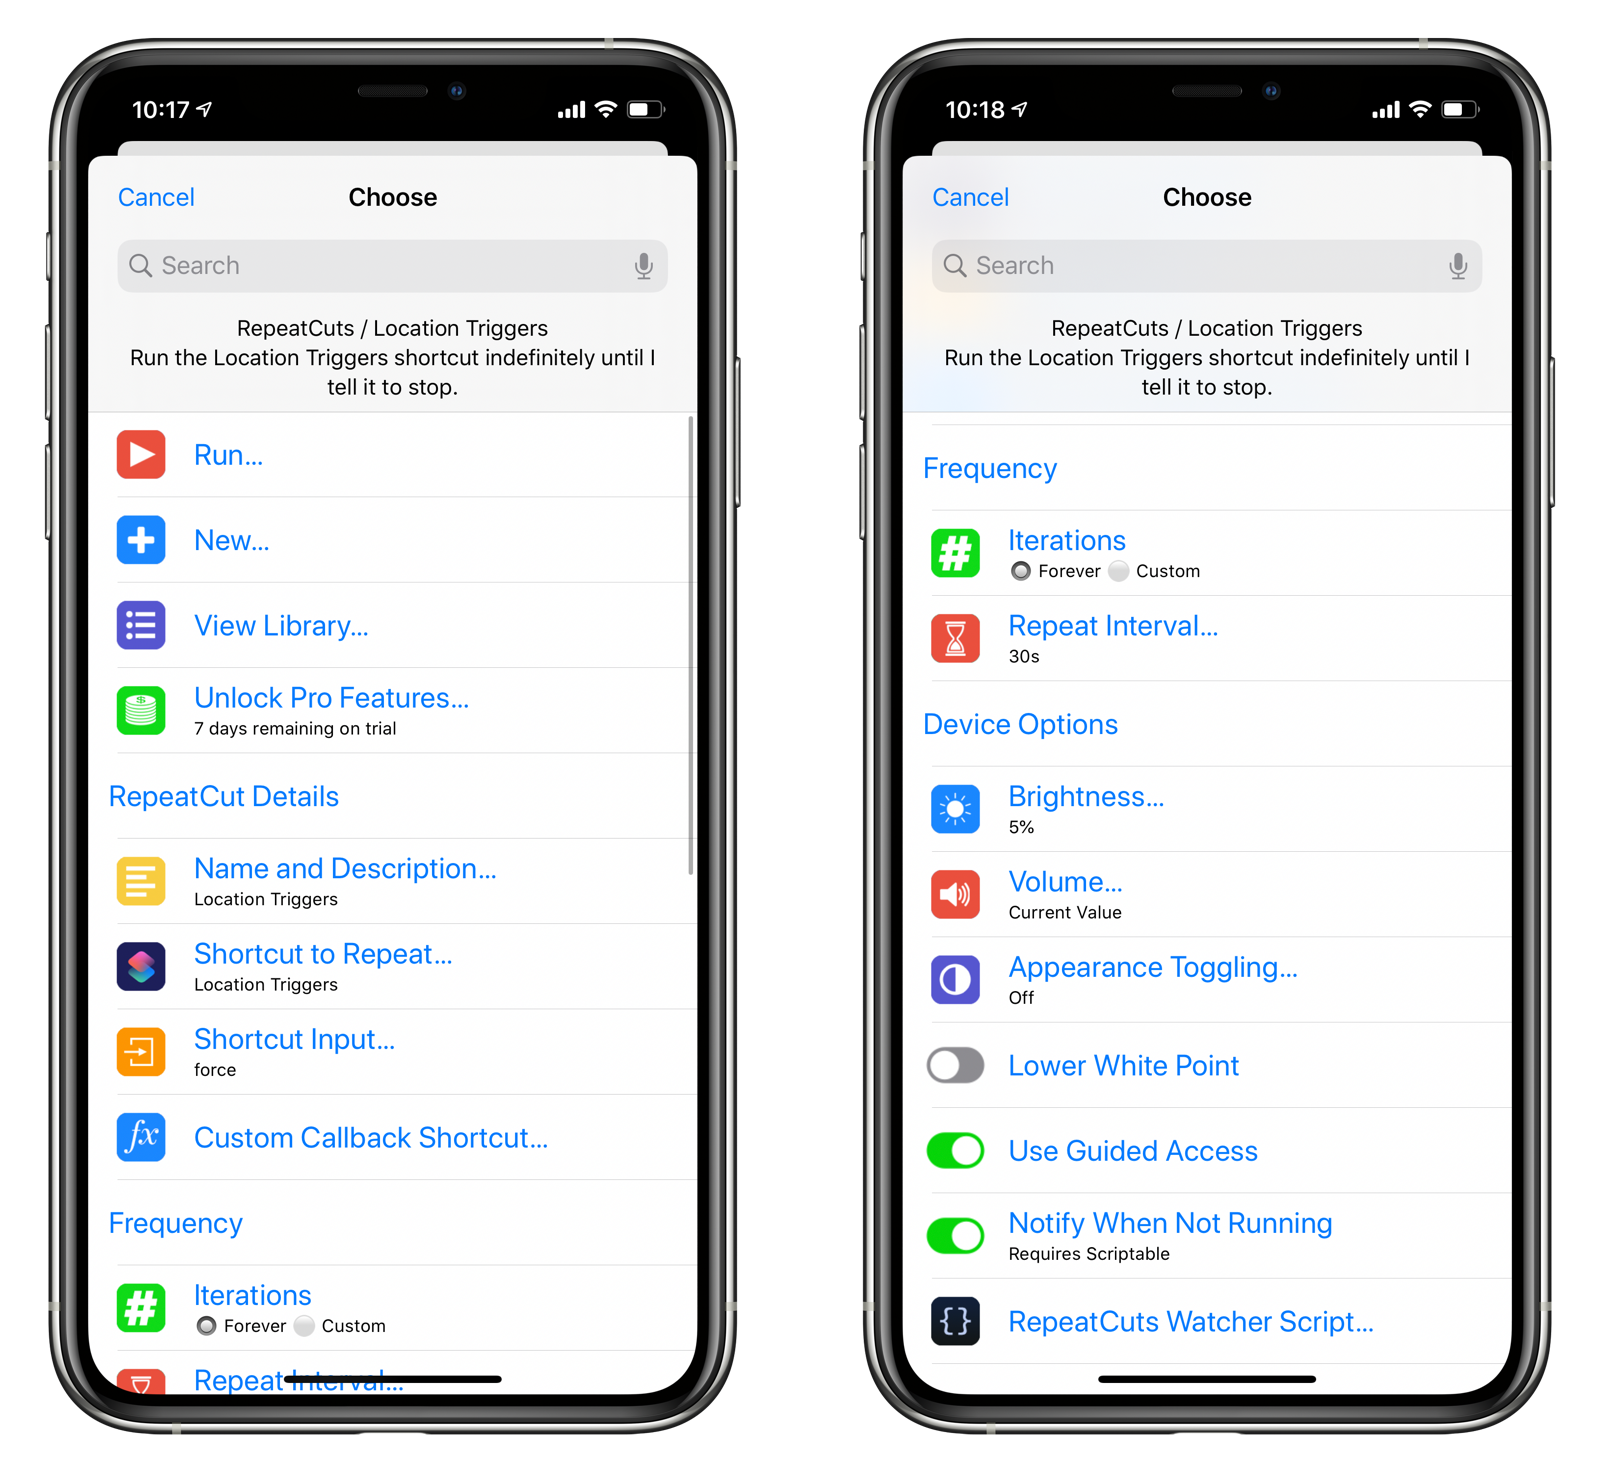 10:17
Cancel
Choose
Search
RepeatCuts / Location Triggers
Run the Location Triggers shortcut indefinitely until I
tell it to stop.
Run...
New...
View Library...
Unlock Pro Features...
7 days remaining on trial
RepeatCut Details
Name and Description...
Location Triggers
Shortcut to Repeat...
Location Triggers
Shortcut Input...
force
fx
Custom Callback Shortcut...
Frequency
#
Iterations
Forever Custom
Repeat Interval...
10:18
Cancel
Choose
Search
RepeatCuts / Location Triggers
Run the Location Triggers shortcut indefinitely until I
tell it to stop.
Frequency
#
Iterations
Forever Custom
Repeat Interval...
30s
Device Options
Brightness...
5%
Volume...
Current Value
Appearance Toggling...
Off
Lower White Point
Use Guided Access
Notify When Not Running
Requires Scriptable
{}
RepeatCuts Watcher Script...